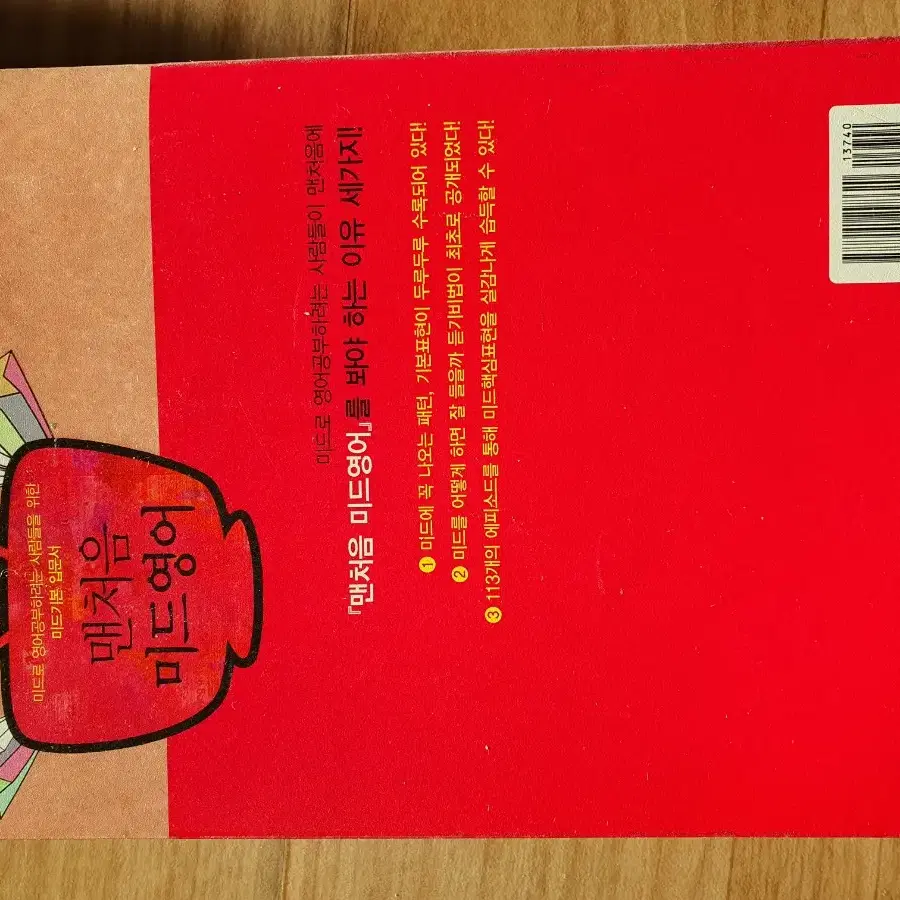 미드로 영어공부하려는 사람들을 위한
미드기본 입문서
맨처음
미드영어
미드로 영어공부하려는 사람들이 맨처음에
『맨처음 미드영어』를 봐야 하는 이유 세가지!
1 미드에 꼭 나오는 패턴, 기본표현이 두루두루 수록되어 있다!
2 미드를 어떻게 하면 잘 들을까 듣기비법이 최초로 공개되었다!
3 113개의 에피소드를 통해 미드핵심표현을 실감나게 습득할 수 있다!
13740